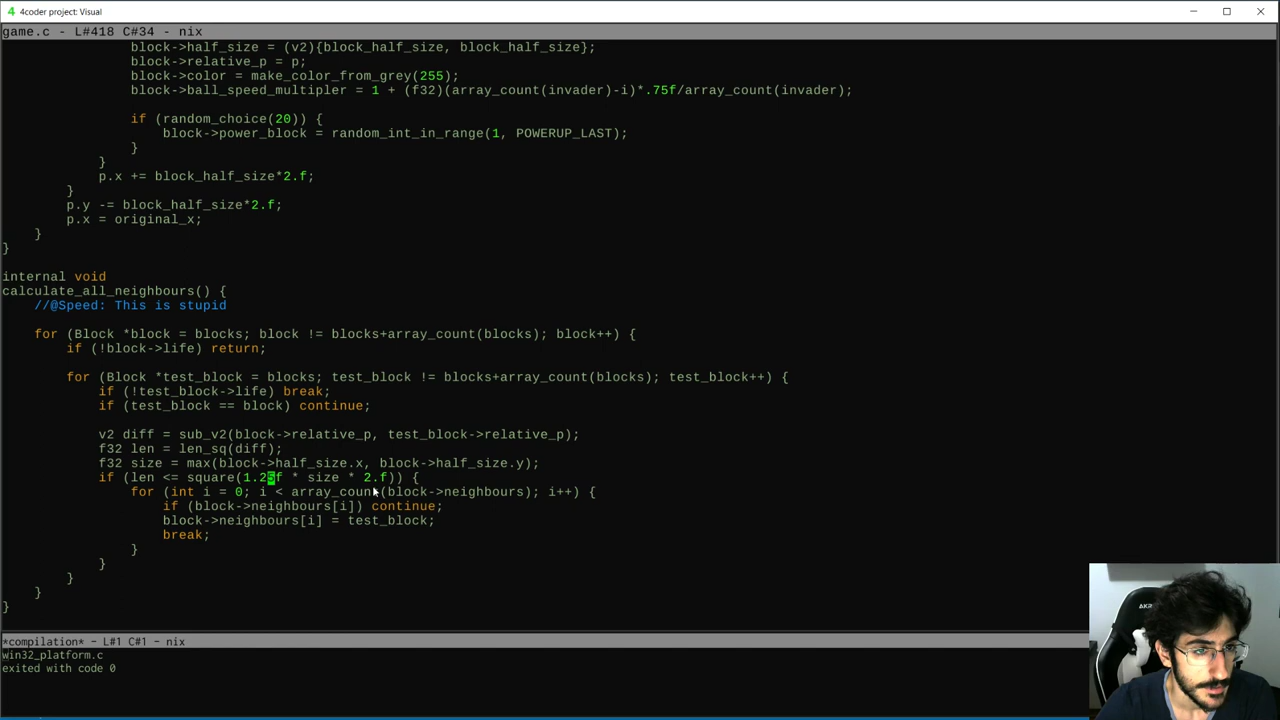 4coder project: Visual
game.c - L#418 C#34 - nix
block->half_size = (v2){block_half_size, block_half_size};
block->relative_p = p;
block->color = make_color_from_grey(255);
block->ball_speed_multipler = 1 + (f32)(array_count(invader)-i)*.75f/array_count(invader);
if (random_choice(20)) {
block->power_block = random_int_in_range(1, POWERUP_LAST);
}
}
p.x += block_half_size*2.f;
}
p.y -= block_half_size*2.f;
p.x = original_x;
}
}
internal void
calculate_all_neighbours() {
//@Speed: This is stupid
for (Block *block = blocks; block != blocks+array_count(blocks); block++) {
if (!block->life) return;
for (Block *test_block = blocks; test_block != blocks+array_count(blocks); test_block++) {
if (!test_block->life) break;
if (test_block == block) continue;
v2 diff = sub_v2(block->relative_p, test_block->relative_p);
f32 len = len_sq(diff);
f32 size = max(block->half_size.x, block->half_size.y);
if (len <= square(1.25f * size * 2.f)) {
for (int i = 0; i < array_count(block->neighbours); i++) {
if (block->neighbours[i]) continue;
block->neighbours[i] = test_block;
break;
}
}
}
}
}
*compilation* - L#1 C#1 - nix
win32_platform.c
exited with code 0